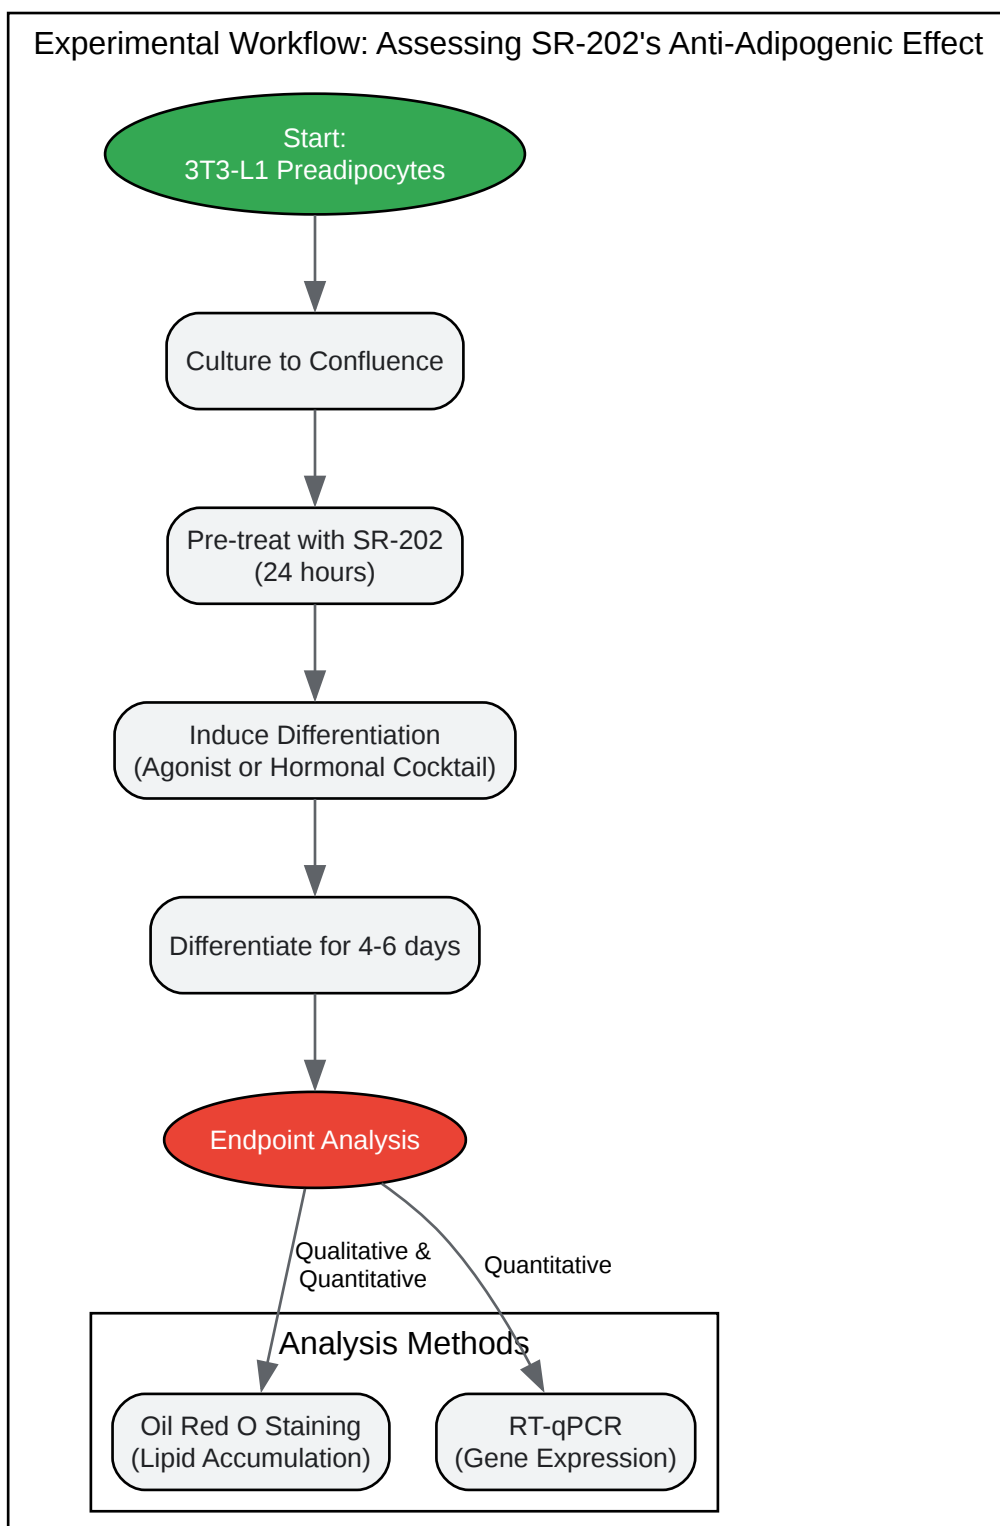 Experimental Workflow: Assessing SR-202's Anti-Adipogenic Effect
Start:
3T3-L1 Preadipocytes
Culture to Confluence
Pre-treat with SR-202
(24 hours)
Induce Differentiation
(Agonist or Hormonal Cocktail)
Differentiate for 4-6 days
Endpoint Analysis
Qualitative &
Quantitative
Quantitative
Analysis Methods
Oil Red O Staining
(Lipid Accumulation)
RT-qPCR
(Gene Expression)